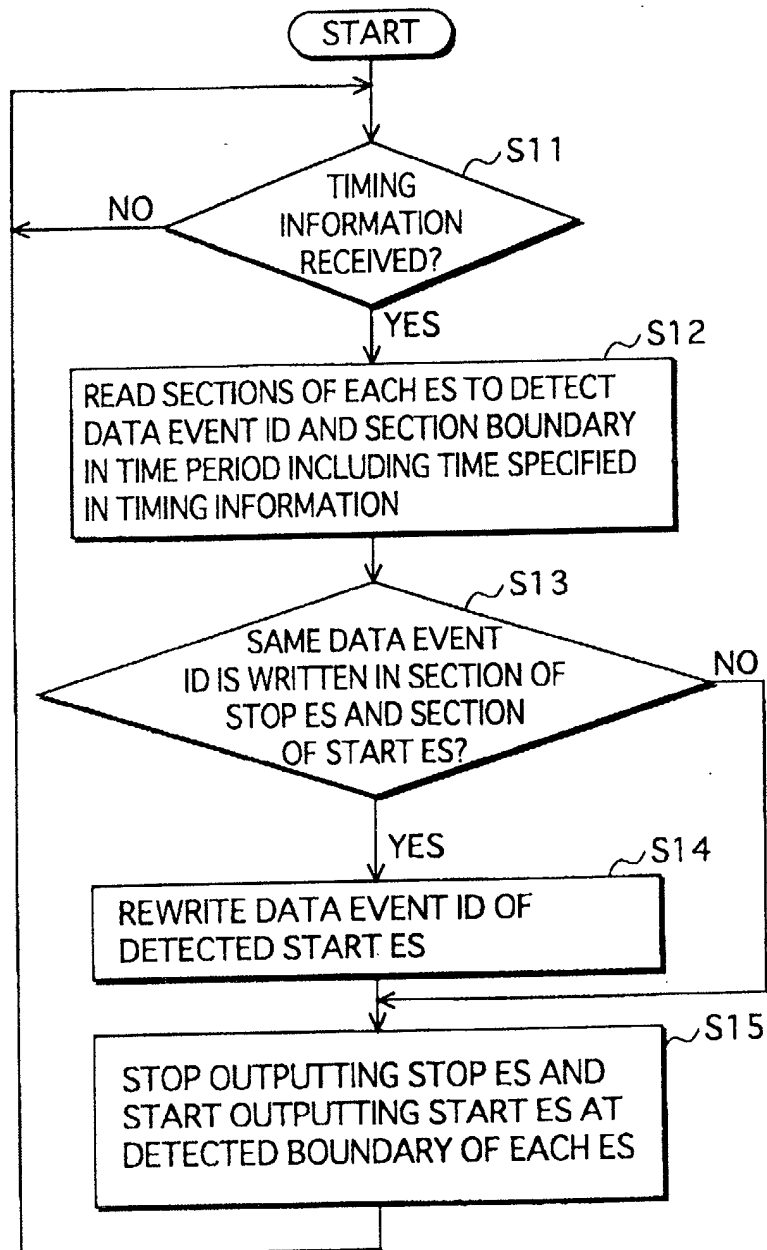 START
S11
TIMING
INFORMATION
RECEIVED?
NO
YES
S12
READ SECTIONS OF EACH ES TO DETECT
DATA EVENT ID AND SECTION BOUNDARY
IN TIME PERIOD INCLUDING TIME SPECIFIED
IN TIMING INFORMATION
S13
SAME DATA EVENT
ID IS WRITTEN IN SECTION OF
STOP ES AND SECTION
OF START ES?
NO
YES
S14
REWRITE DATA EVENT ID OF
DETECTED START ES
S15
STOP OUTPUTTING STOP ES AND
START OUTPUTTING START ES AT
DETECTED BOUNDARY OF EACH ES